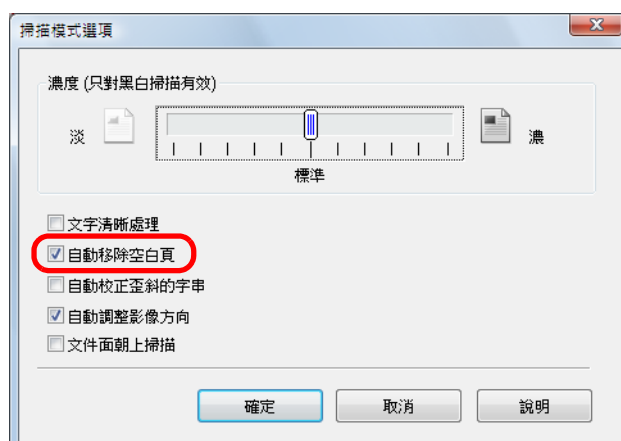 掃描模式選項
濃度 (只對黑白掃描有效)
淡
濃
標準
文字清晰處理
自動移除空白頁
自動校正歪斜的字串
自動調整影像方向
文件面朝上掃描
確定
取消
說明